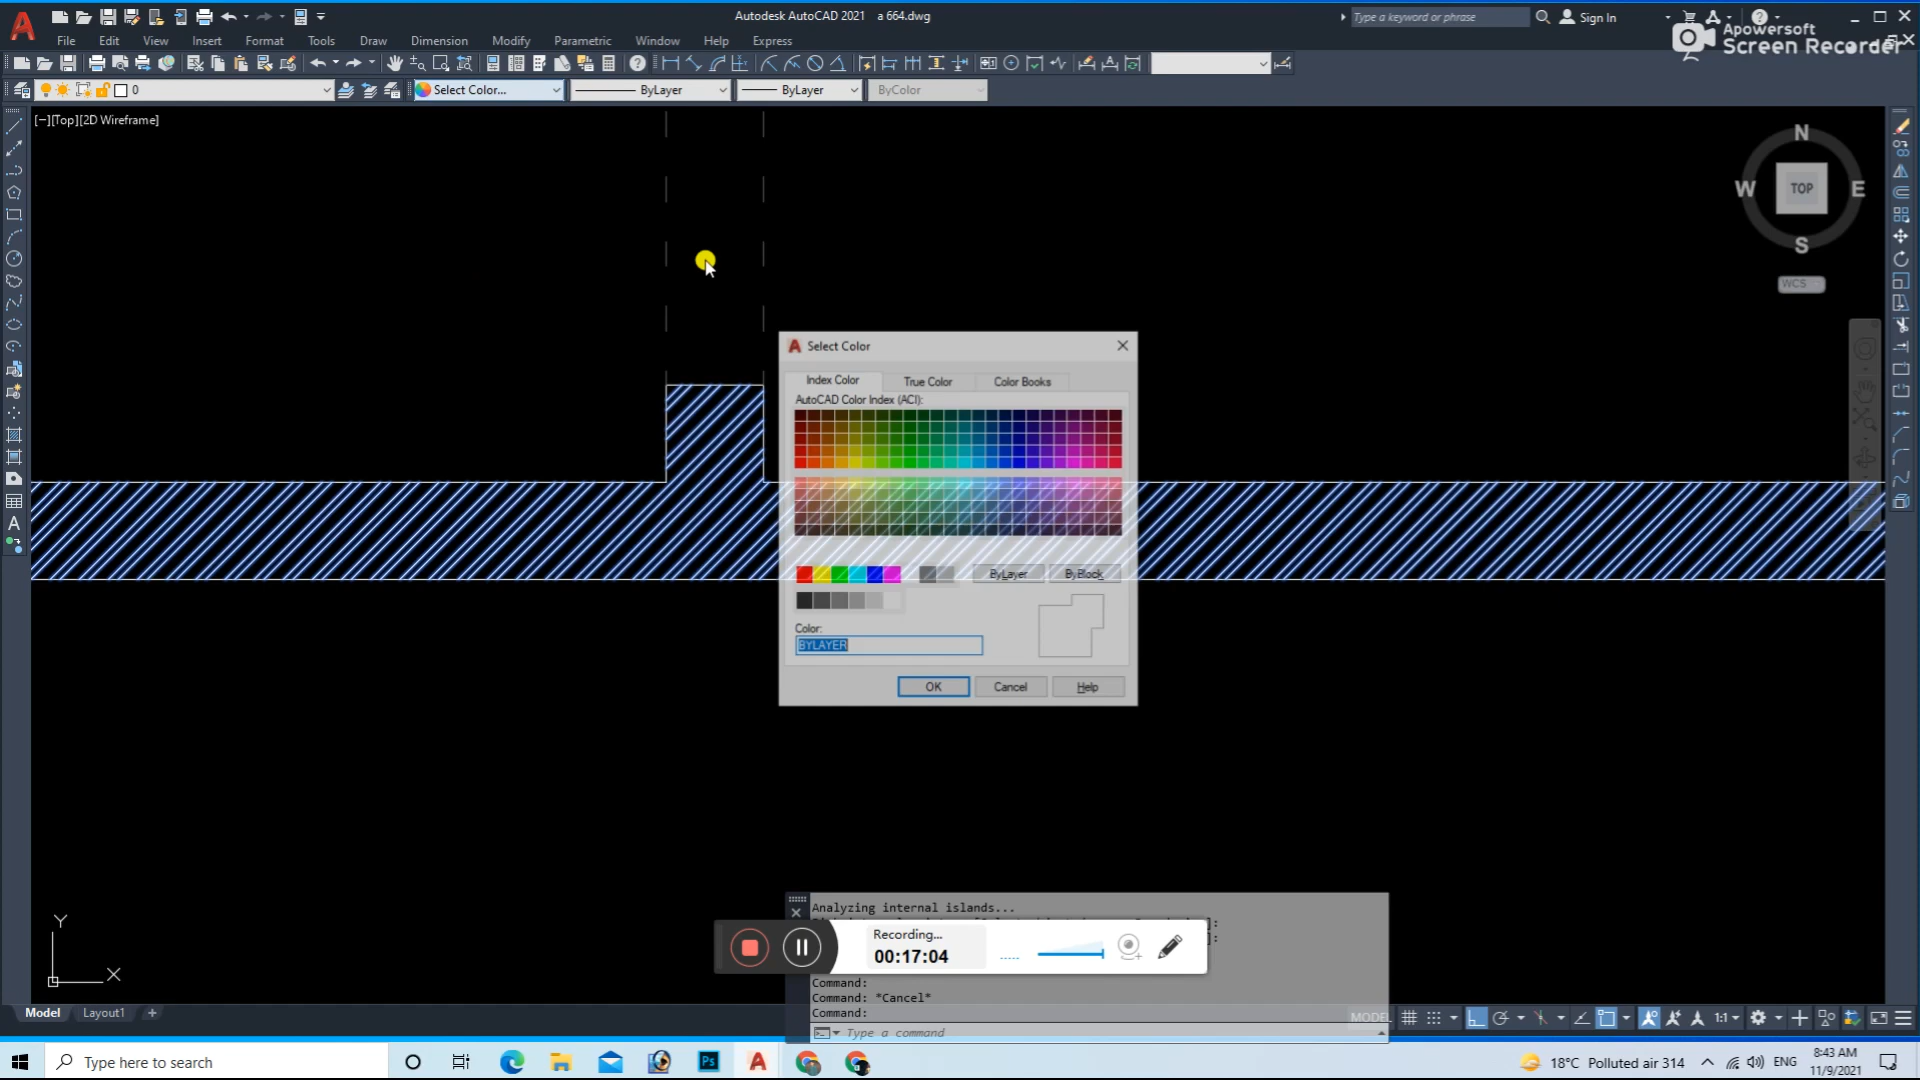 Autodesk AutoCAD 2021 a 664.dwg
Type a keyword or phrase
Sign In
Apowersoft
Screen Recorder
File Edit View Insert Format Tools Draw Dimension Modify Parametric Window Help Express
0
Select Color...
ByLayer
ByLayer
ByColor
[−][Top][2D Wireframe]
N
W
TOP
E
S
WCS
Select Color
Index Color
True Color
Color Books
AutoCAD Color Index (ACI):
ByLayer
ByBlock
Color:
BYLAYER
OK
Cancel
Help
Analyzing internal islands...
Recording...
00:17:04
Command:
Command: *Cancel*
Command:
Type a command
Y
X
Model
Layout1
MODEL
1:1
Type here to search
Ps
18°C Polluted air 314
ENG
8:43 AM
11/9/2021